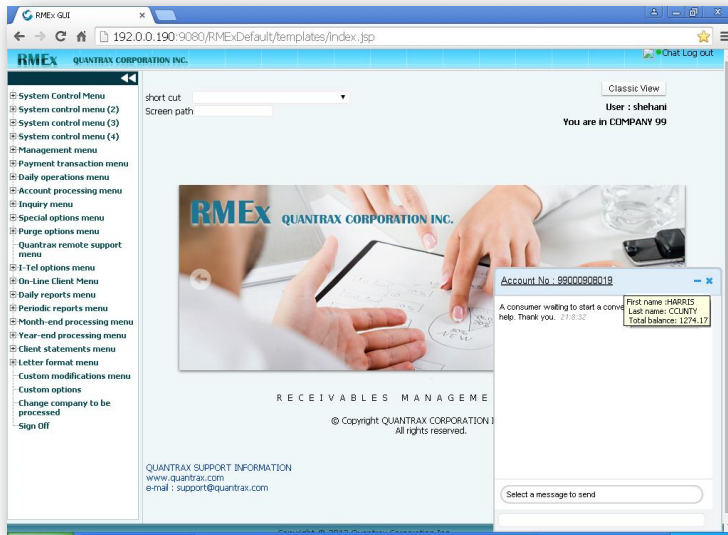 RMEx GUI
192.0.0.190:9080/RMExDefault/templates/index.jsp
RMEx QUANTRAX CORPORATION INC.
Chat Log out
System Control Menu
System control menu (2)
System control menu (3)
System control menu (4)
Management menu
Payment transaction menu
Daily operations menu
Account processing menu
Inquiry menu
Special options menu
Purge options menu
Quantrax remote support
menu
I-Tel options menu
On-Line Client Menu
Daily reports menu
Periodic reports menu
Month-end processing menu
Year-end processing menu
Client statements menu
Letter format menu
Custom modifications menu
Custom options
Change company to be
processed
Sign Off
short cut
Screen path
Classic View
User : shehani
You are in COMPANY 99
RMEx QUANTRAX CORPORATION INC.
30%
NEW
RECEIVABLES MANAGEME
© Copyright QUANTRAX CORPORATION I
All rights reserved.
QUANTRAX SUPPORT INFORMATION
www.quantrax.com
e-mail : support@quantrax.com
Account No : 99000908019
A consumer waiting to start a conve
help. Thank you. 21:8:32
First name :HARRIS
Last name: CCUNTY
Total balance: 1274.17
Select a message to send